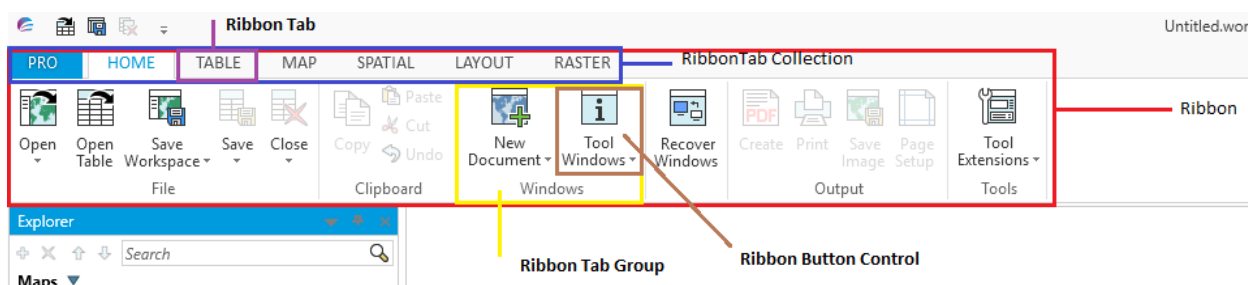 Ribbon Tab
Untitled.wor
PRO HOME TABLE MAP SPATIAL LAYOUT RASTER RibbonTab Collection
Ribbon
Paste
Cut
Undo
Open Open Table Save Workspace Save Close Copy New Document Tool Windows Recover Windows PDF Create Print Save Image Page Setup Tool Extensions
File Clipboard Windows Output Tools
Explorer
Search
Ribbon Tab Group Ribbon Button Control
Maps